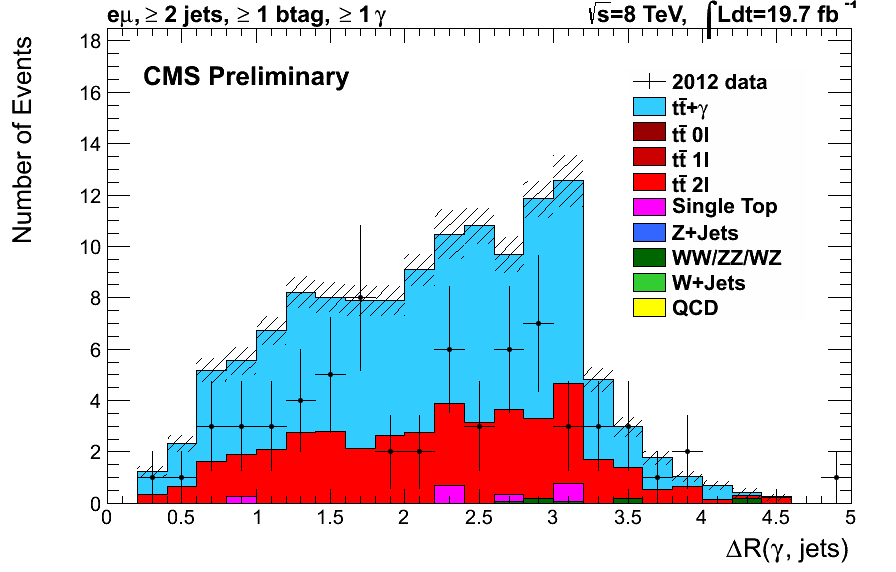 eμ, ≥ 2 jets, ≥ 1 btag, ≥ 1 γ
√s=8 TeV, ∫Ldt=19.7 fb⁻¹
CMS Preliminary
Number of Events
18
16
14
12
10
8
6
4
2
0
2012 data
tt̄+γ
tt̄ 0l
tt̄ 1l
tt̄ 2l
Single Top
Z+Jets
WW/ZZ/WZ
W+Jets
QCD
0 0.5 1 1.5 2 2.5 3 3.5 4 4.5 5
ΔR(γ, jets)